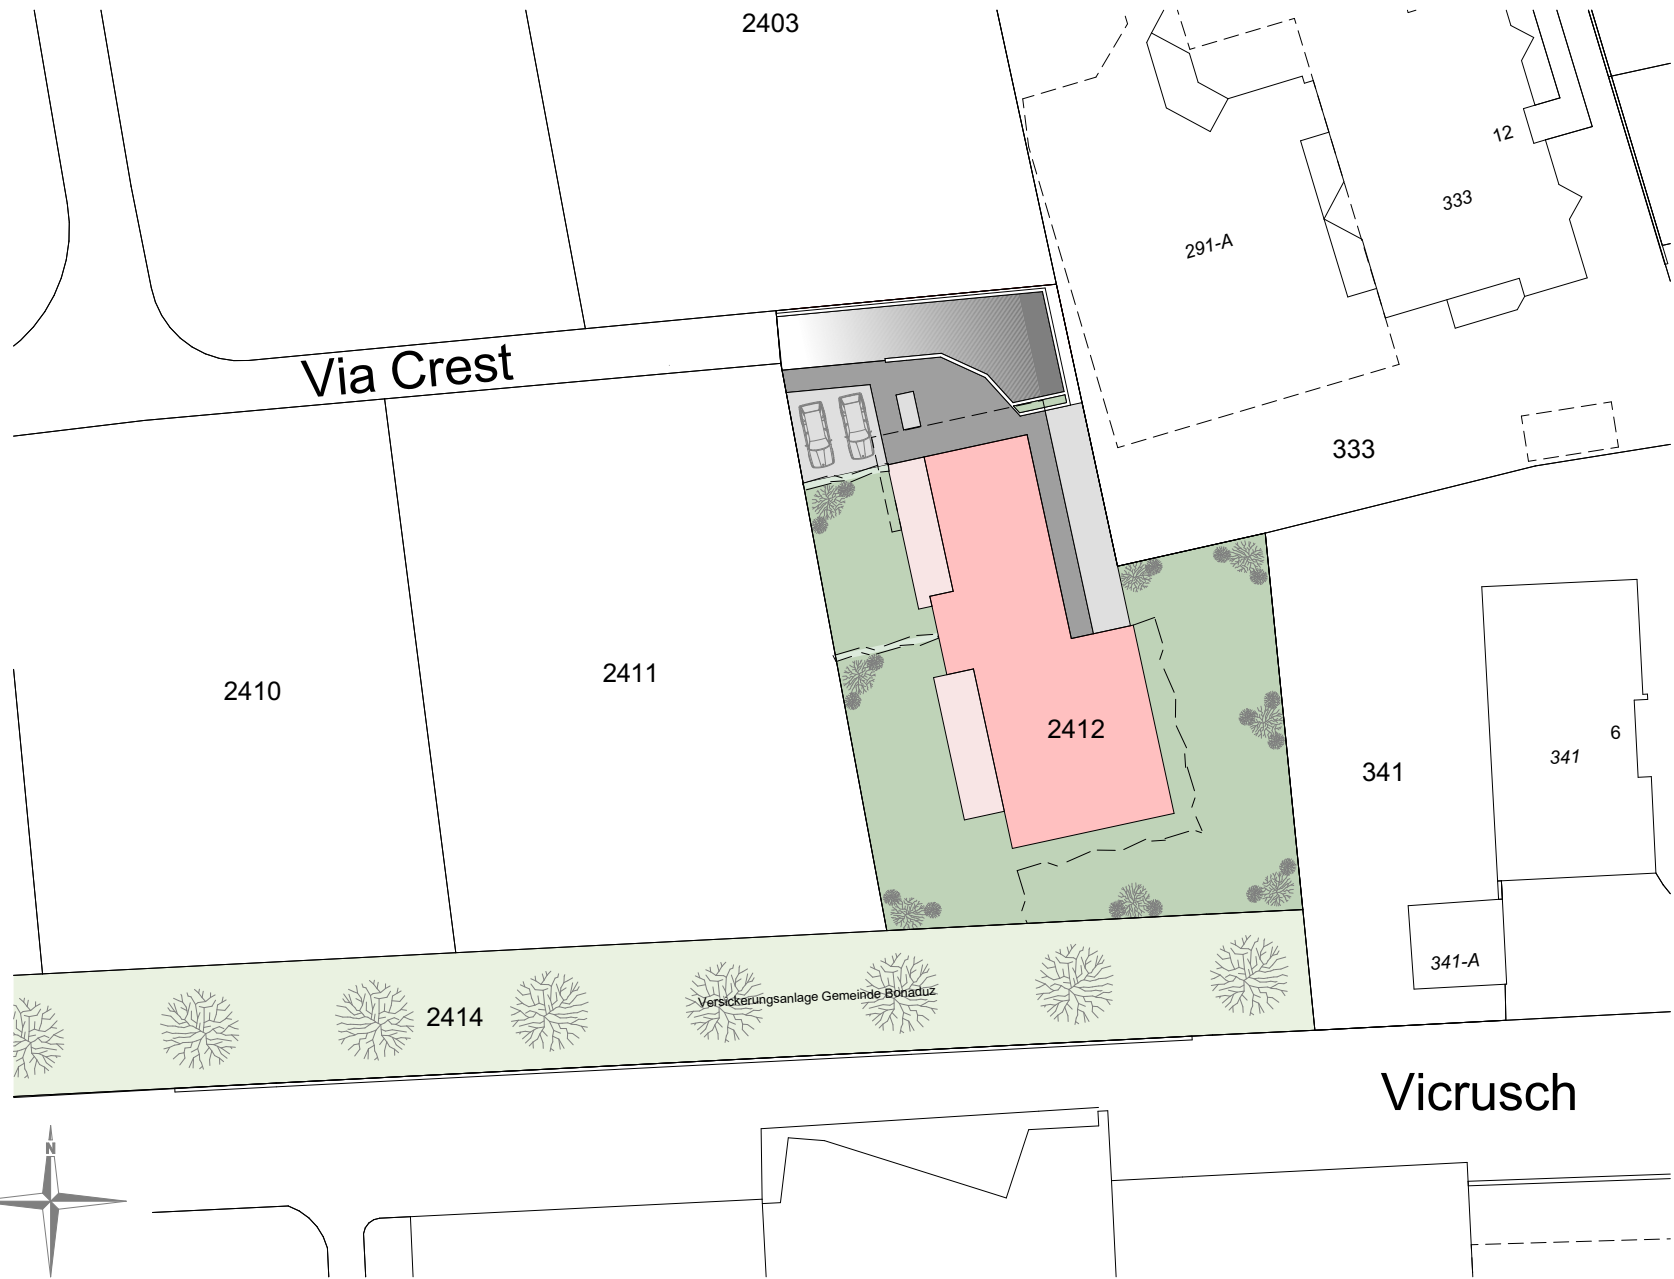 2403
12
333
291-A
Via Crest
333
2410
2411
2412
341
341
6
341-A
2414
Versickerungsanlage Gemeinde Bonaduz
Vicrusch
N